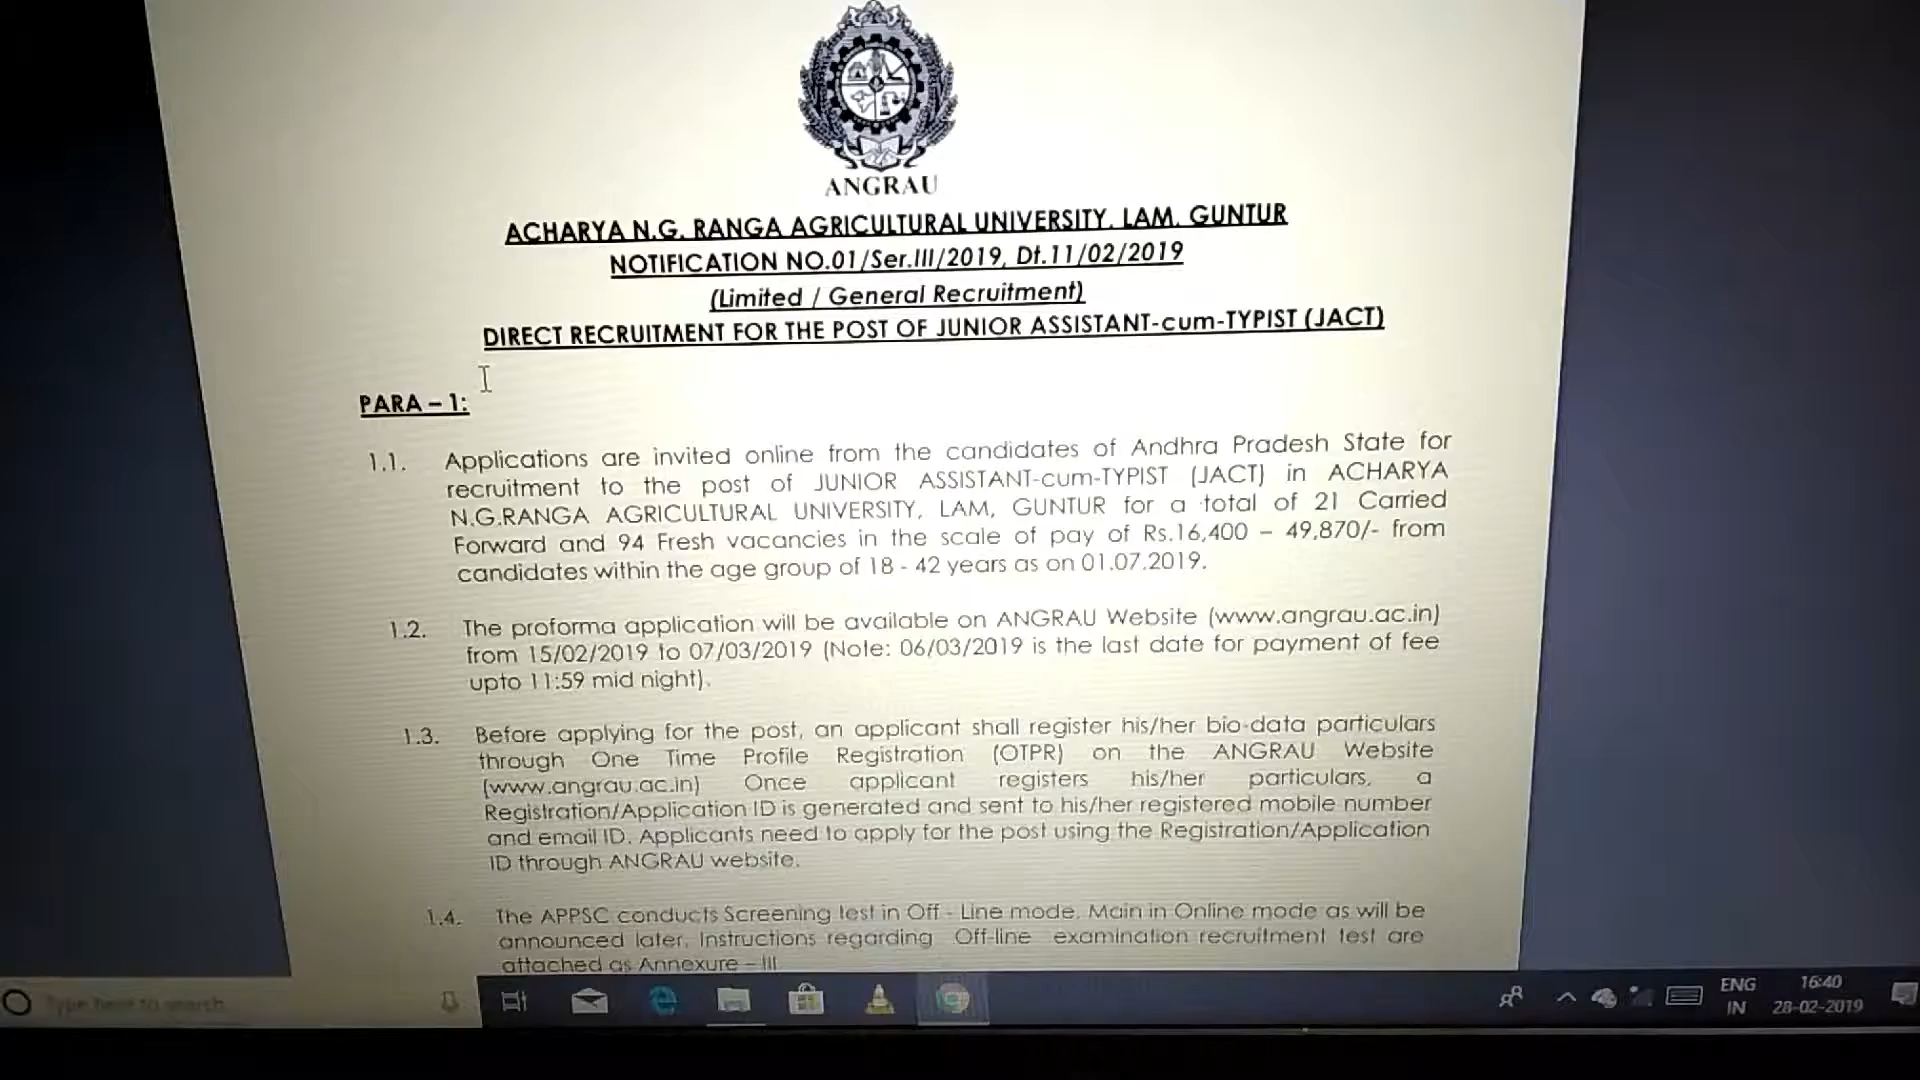 ANGRAU
ACHARYA N.G. RANGA AGRICULTURAL UNIVERSITY, LAM, GUNTUR
NOTIFICATION NO.01/Ser.III/2019, Dt.11/02/2019
(Limited / General Recruitment)
DIRECT RECRUITMENT FOR THE POST OF JUNIOR ASSISTANT-cum-TYPIST (JACT)
PARA – 1:
1.1. Applications are invited online from the candidates of Andhra Pradesh State for
recruitment to the post of JUNIOR ASSISTANT-cum-TYPIST (JACT) in ACHARYA
N.G.RANGA AGRICULTURAL UNIVERSITY, LAM, GUNTUR for a total of 21 Carried
Forward and 94 Fresh vacancies in the scale of pay of Rs.16,400 – 49,870/- from
candidates within the age group of 18 - 42 years as on 01.07.2019.
1.2. The proforma application will be available on ANGRAU Website (www.angrau.ac.in)
from 15/02/2019 to 07/03/2019 (Note: 06/03/2019 is the last date for payment of fee
upto 11:59 mid night).
1.3. Before applying for the post, an applicant shall register his/her bio-data particulars
through One Time Profile Registration (OTPR) on the ANGRAU Website
(www.angrau.ac.in) Once applicant registers his/her particulars, a
Registration/Application ID is generated and sent to his/her registered mobile number
and email ID. Applicants need to apply for the post using the Registration/Application
ID through ANGRAU website.
1.4. The APPSC conducts Screening test in Off - Line mode, Main in Online mode as will be
announced later. Instructions regarding Off-line examination recruitment test are
attached as Annexure – III
Type here to search
ENG
IN
16:40
28-02-2019